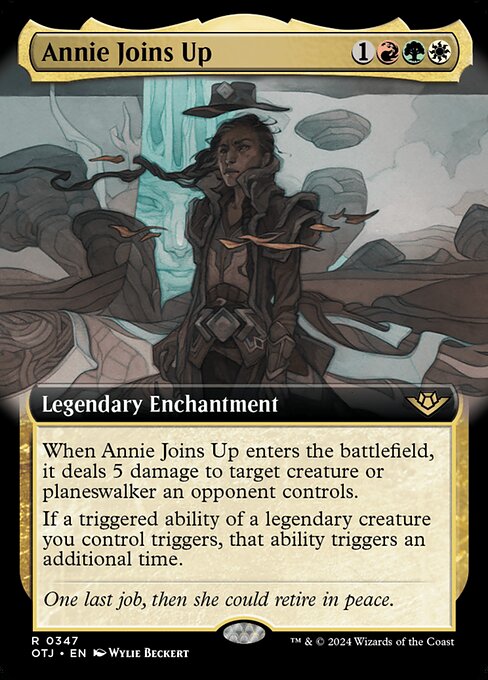 Annie Joins Up 1
Legendary Enchantment
When Annie Joins Up enters the battlefield,
it deals 5 damage to target creature or
planeswalker an opponent controls.
If a triggered ability of a legendary creature
you control triggers, that ability triggers an
additional time.
One last job, then she could retire in peace.
R 0347
OTJ • EN Wylie Beckert
™ & © 2024 Wizards of the Coast